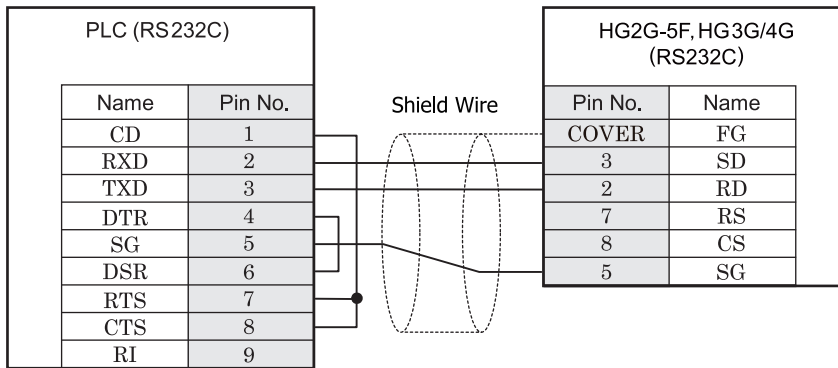 PLC (RS232C)
Name Pin No.
CD 1
RXD 2
TXD 3
DTR 4
SG 5
DSR 6
RTS 7
CTS 8
RI 9
Shield Wire
HG2G-5F, HG3G/4G
(RS232C)
Pin No. Name
COVER FG
3 SD
2 RD
7 RS
8 CS
5 SG